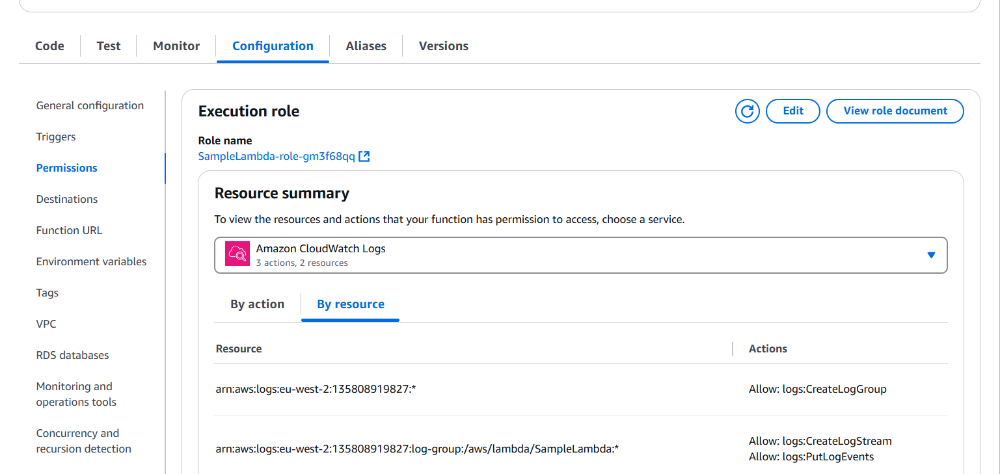 Code
Test
Monitor
Configuration
Aliases
Versions
General configuration
Triggers
Permissions
Destinations
Function URL
Environment variables
Tags
VPC
RDS databases
Monitoring and
operations tools
Concurrency and
recursion detection
Execution role
Edit
View role document
Role name
SampleLambda-role-gm3f68qq
Resource summary
To view the resources and actions that your function has permission to access, choose a service.
Amazon CloudWatch Logs
3 actions, 2 resources
By action
By resource
Resource
Actions
arn:aws:logs:eu-west-2:135808919827:*
Allow: logs:CreateLogGroup
arn:aws:logs:eu-west-2:135808919827:log-group:/aws/lambda/SampleLambda:*
Allow: logs:CreateLogStream
Allow: logs:PutLogEvents